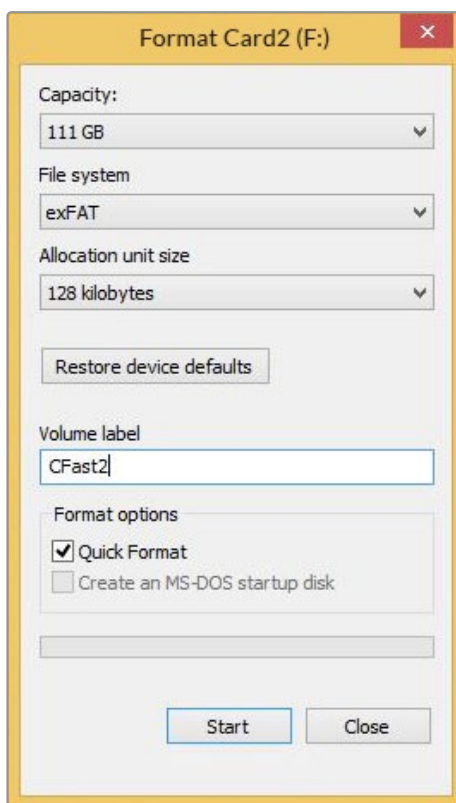 Format Card2 (F:)
Capacity:
111 GB
File system
exFAT
Allocation unit size
128 kilobytes
Restore device defaults
Volume label
CFast2
Format options
Quick Format
Create an MS-DOS startup disk
Start
Close